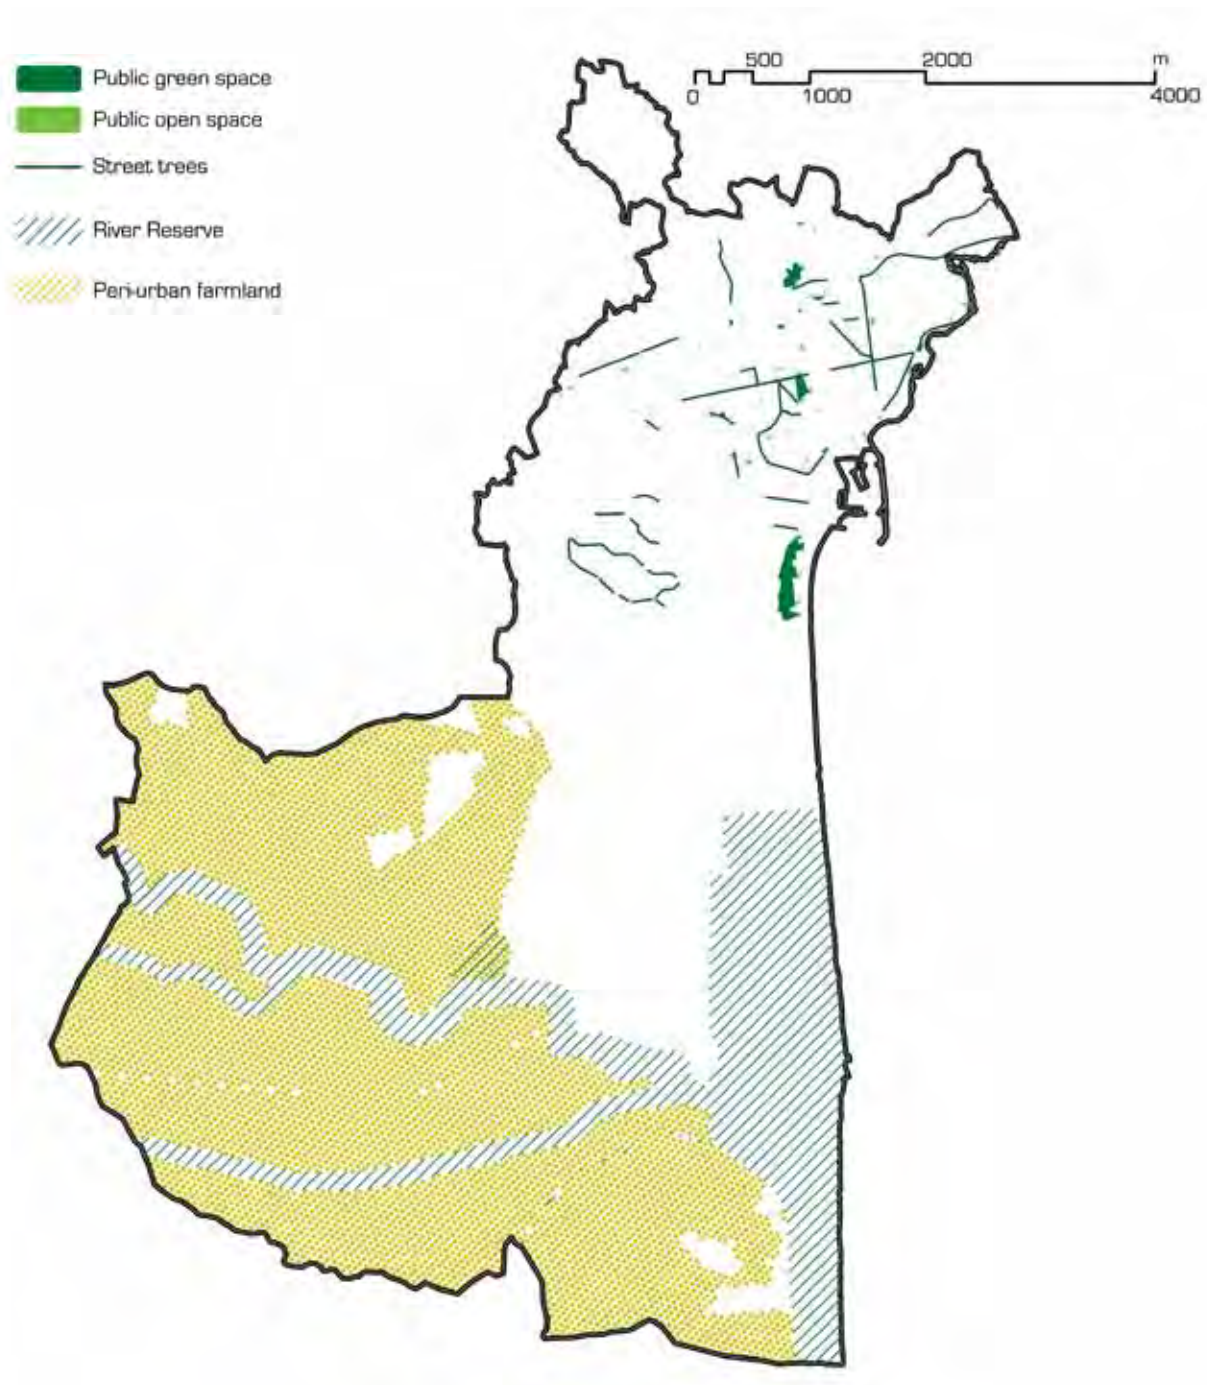 Public green space
Public open space
Street trees
River Reserve
Peri-urban farmland
500 2000 m
0 1000 4000